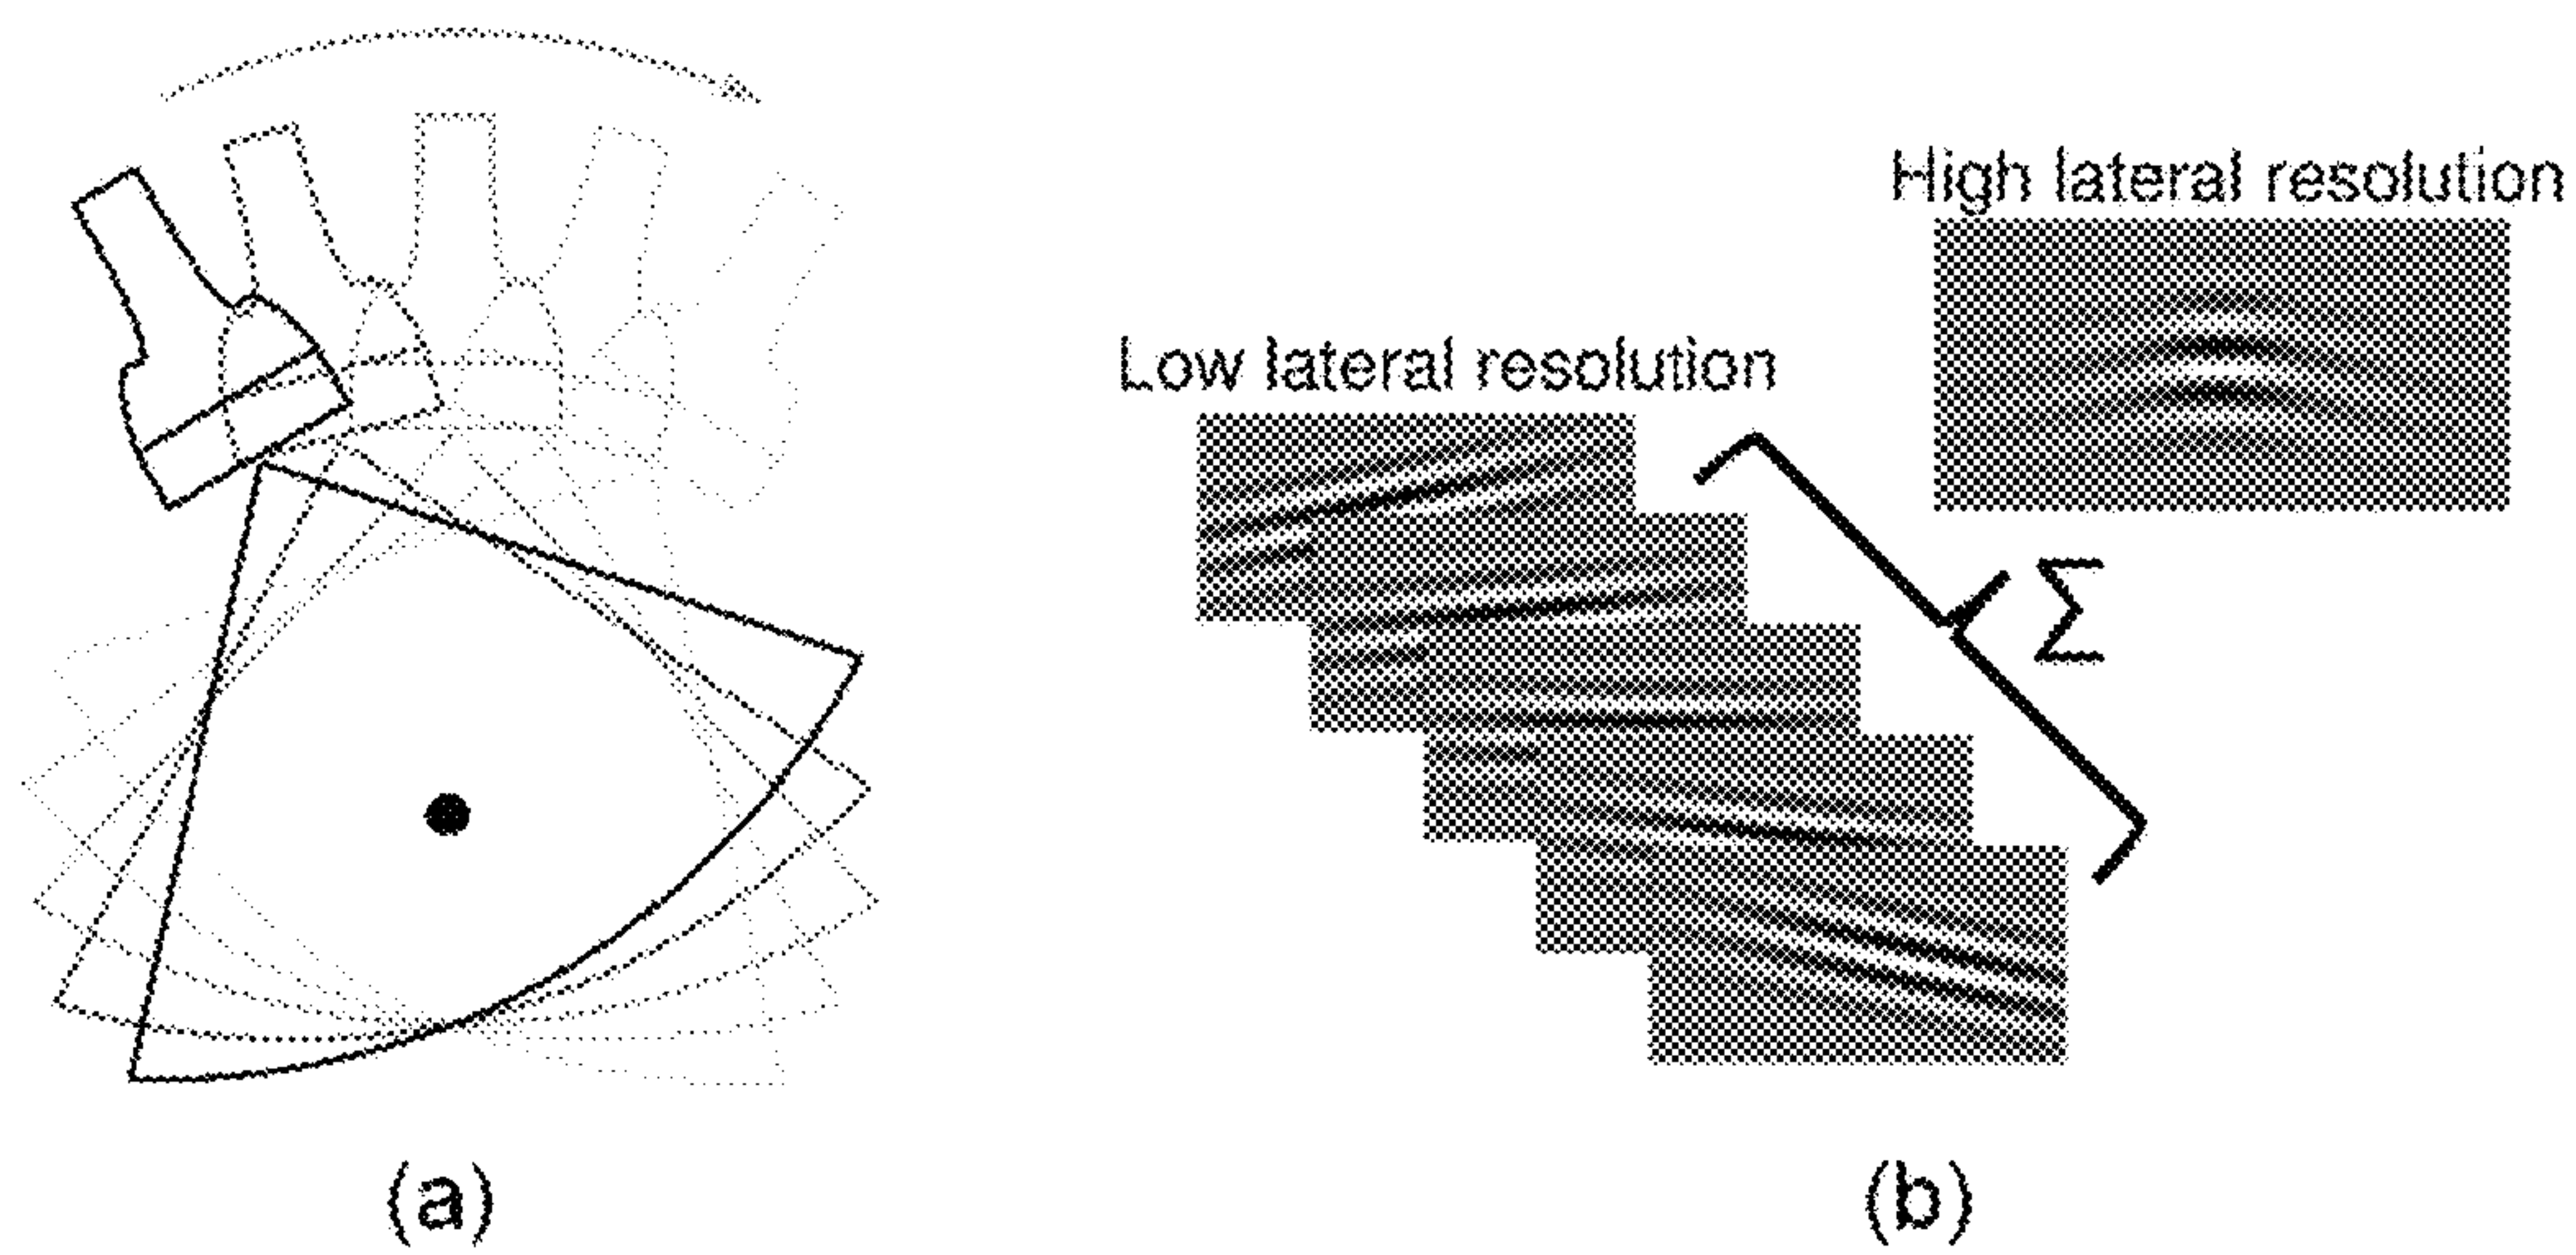 High lateral resolution
Low lateral resolution
Σ
(a)
(b)